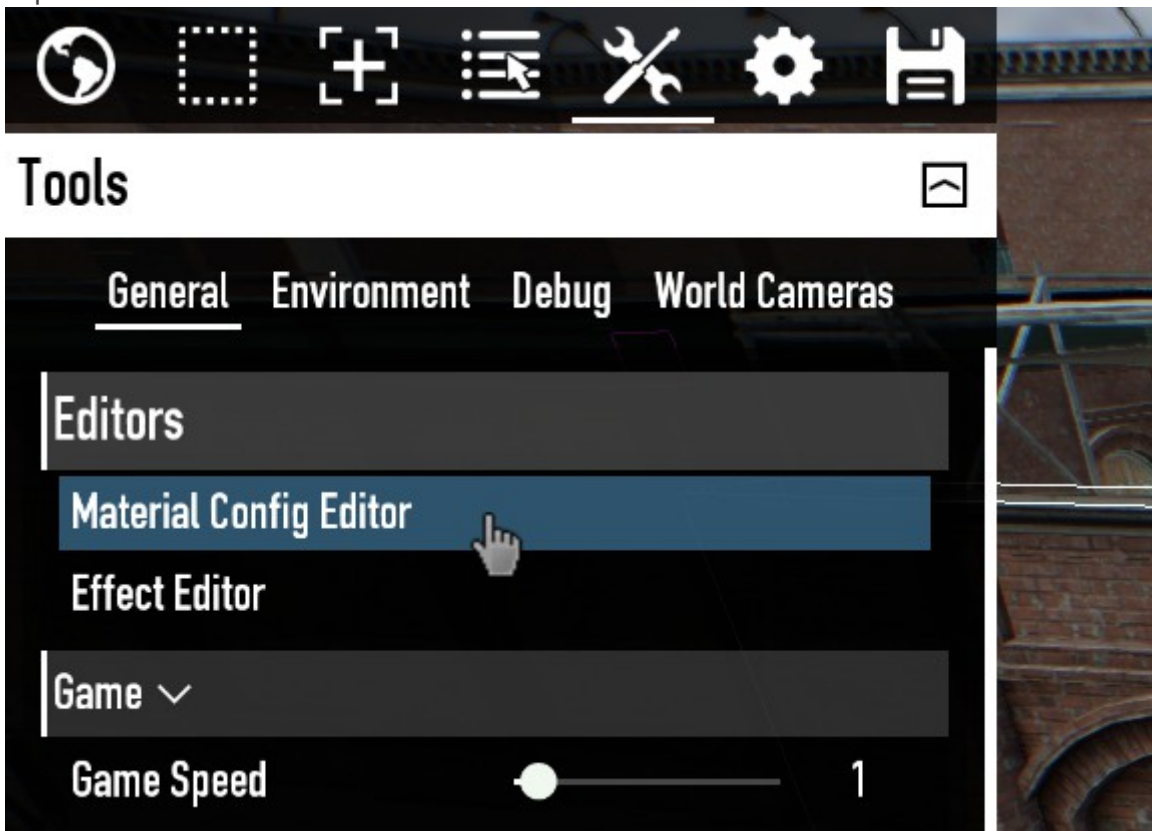 Tools
General Environment Debug World Cameras
Editors
Material Config Editor
Effect Editor
Game
Game Speed 1